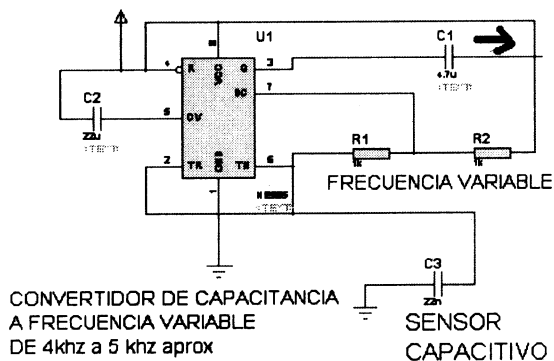 U1
C1
4.7u
8
VCC
4
R
Q
3
DC
7
C2
22u
5
CV
2
TR
GND
TH
6
1
R1
1k
R2
1k
FRECUENCIA VARIABLE
C3
22n
CONVERTIDOR DE CAPACITANCIA
A FRECUENCIA VARIABLE
DE 4khz a 5 khz aprox
SENSOR
CAPACITIVO